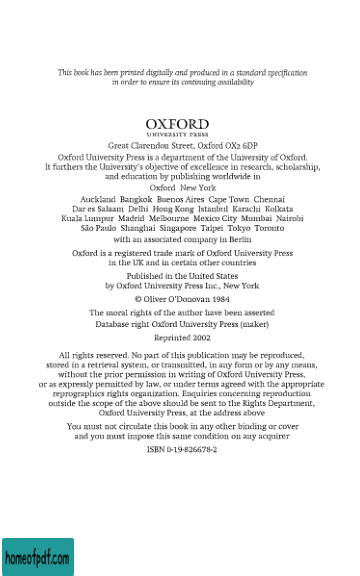 This book has been printed digitally and produced in a standard specification
in order to ensure its continuing availability
OXFORD
UNIVERSITY PRESS
Great Clarendon Street, Oxford OX2 6DP
Oxford University Press is a department of the University of Oxford.
It furthers the University's objective of excellence in research, scholarship,
and education by publishing worldwide in
Oxford New York
Auckland Bangkok Buenos Aires Cape Town Chennai
Dar es Salaam Delhi Hong Kong Istanbul Karachi Kolkata
Kuala Lumpur Madrid Melbourne Mexico City Mumbai Nairobi
São Paulo Shanghai Singapore Taipei Tokyo Toronto
with an associated company in Berlin
Oxford is a registered trade mark of Oxford University Press
in the UK and in certain other countries
Published in the United States
by Oxford University Press Inc., New York
© Oliver O'Donovan 1984
The moral rights of the author have been asserted
Database right Oxford University Press (maker)
Reprinted 2002
All rights reserved. No part of this publication may be reproduced,
stored in a retrieval system, or transmitted, in any form or by any means,
without the prior permission in writing of Oxford University Press,
or as expressly permitted by law, or under terms agreed with the appropriate
reprographics rights organization. Enquiries concerning reproduction
outside the scope of the above should be sent to the Rights Department,
Oxford University Press, at the address above
You must not circulate this book in any other binding or cover
and you must impose this same condition on any acquirer
ISBN 0-19-826678-2
homeofpdf.com